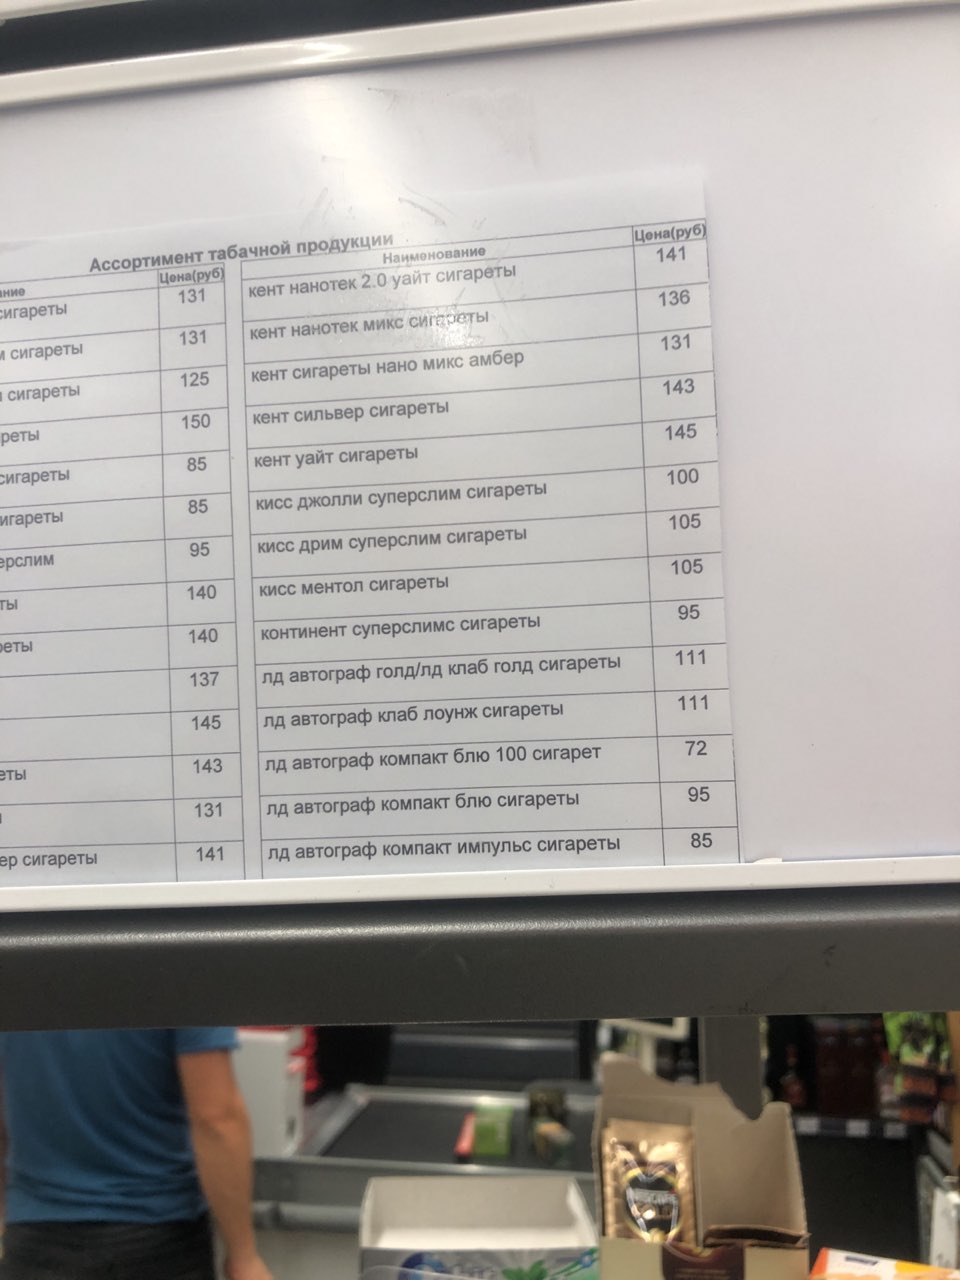 Ассортимент табачной продукции
Цена(руб)
сигареты 131
сигареты 131
сигареты 125
150
сигареты 85
85
95
140
140
137
145
143
131
сигареты 141
Наименование Цена(руб)
кент нанотек 2.0 уайт сигареты 141
кент нанотек микс сигареты 136
кент сигареты нано микс амбер 131
кент сильвер сигареты 143
кент уайт сигареты 145
кисс джолли суперслим сигареты 100
кисс дрим суперслим сигареты 105
кисс ментол сигареты 105
континент суперслимс сигареты 95
лд автограф голд/лд клаб голд сигареты 111
лд автограф клаб лоунж сигареты 111
лд автограф компакт блю 100 сигарет 72
лд автограф компакт блю сигареты 95
лд автограф компакт импульс сигареты 85